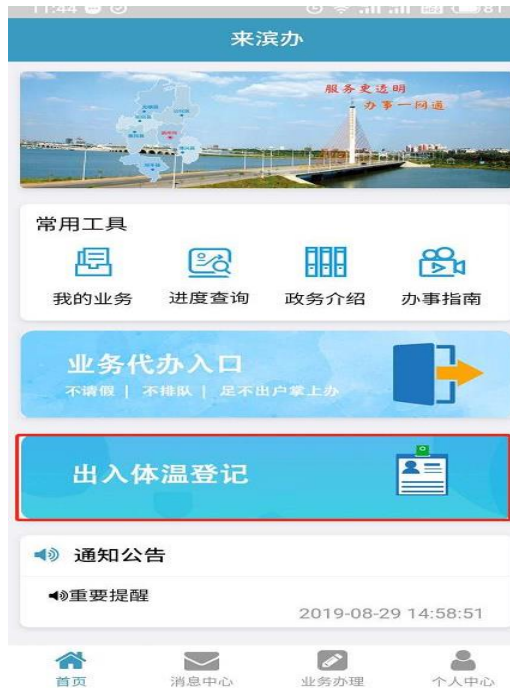 11:44
81
来滨办
服务更透明
办事一网通
常用工具
我的业务 进度查询 政务介绍 办事指南
业务代办入口
不请假 | 不排队 | 足不出户掌上办
出入体温登记
通知公告
重要提醒
2019-08-29 14:58:51
首页 消息中心 业务办理 个人中心